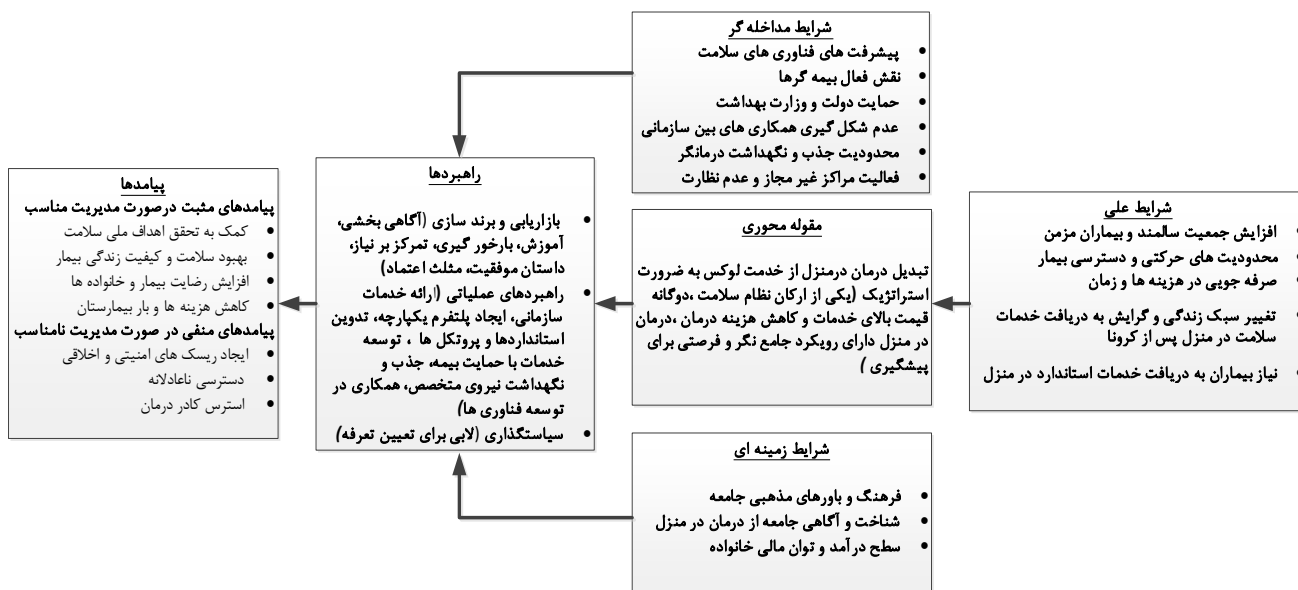 شرایط مداخله گر
پیشرفت های فناوری های سلامت
نقش فعال بیمه گرها
حمایت دولت و وزارت بهداشت
عدم شکل گیری همکاری های بین سازمانی
محدودیت جذب و نگهداشت درمانگر
فعالیت مراکز غیر مجاز و عدم نظارت
شرایط علی
افزایش جمعیت سالمند و بیماران مزمن
محدودیت های حرکتی و دسترسی بیمار
صرفه جویی در هزینه ها و زمان
تغییر سبک زندگی و گرایش به دریافت خدمات
سلامت در منزل پس از کرونا
نیاز بیماران به دریافت خدمات استاندارد در منزل
مقوله محوری
تبدیل درمان درمنزل از خدمت لوکس به ضرورت
استراتژیک (یکی از ارکان نظام سلامت ،دوگانه
قیمت بالای خدمات و کاهش هزینه درمان ،درمان
در منزل دارای رویکرد جامع نگر و فرصتی برای
پیشگیری )
شرایط زمینه ای
فرهنگ و باورهای مذهبی جامعه
شناخت و آگاهی جامعه از درمان در منزل
سطح درآمد و توان مالی خانواده
راهبردها
بازاریابی و برند سازی (آگاهی بخشی،
آموزش، بارخور گیری، تمرکز بر نیاز،
داستان موفقیت، مثلث اعتماد)
راهبردهای عملیاتی (ارائه خدمات
سازمانی، ایجاد پلتفرم یکپارچه، تدوین
استانداردها و پروتکل ها ، توسعه
خدمات با حمایت بیمه، جذب و
نگهداشت نیروی متخصص، همکاری در
توسعه فناوری ها)
سیاستگذاری (لابی برای تعیین تعرفه)
پیامدها
پیامدهای مثبت درصورت مدیریت مناسب
کمک به تحقق اهداف ملی سلامت
بهبود سلامت و کیفیت زندگی بیمار
افزایش رضایت بیمار و خانواده ها
کاهش هزینه ها و بار بیمارستان
پیامدهای منفی در صورت مدیریت نامناسب
ایجاد ریسک های امنیتی و اخلاقی
دسترسی ناعادلانه
استرس کادر درمان